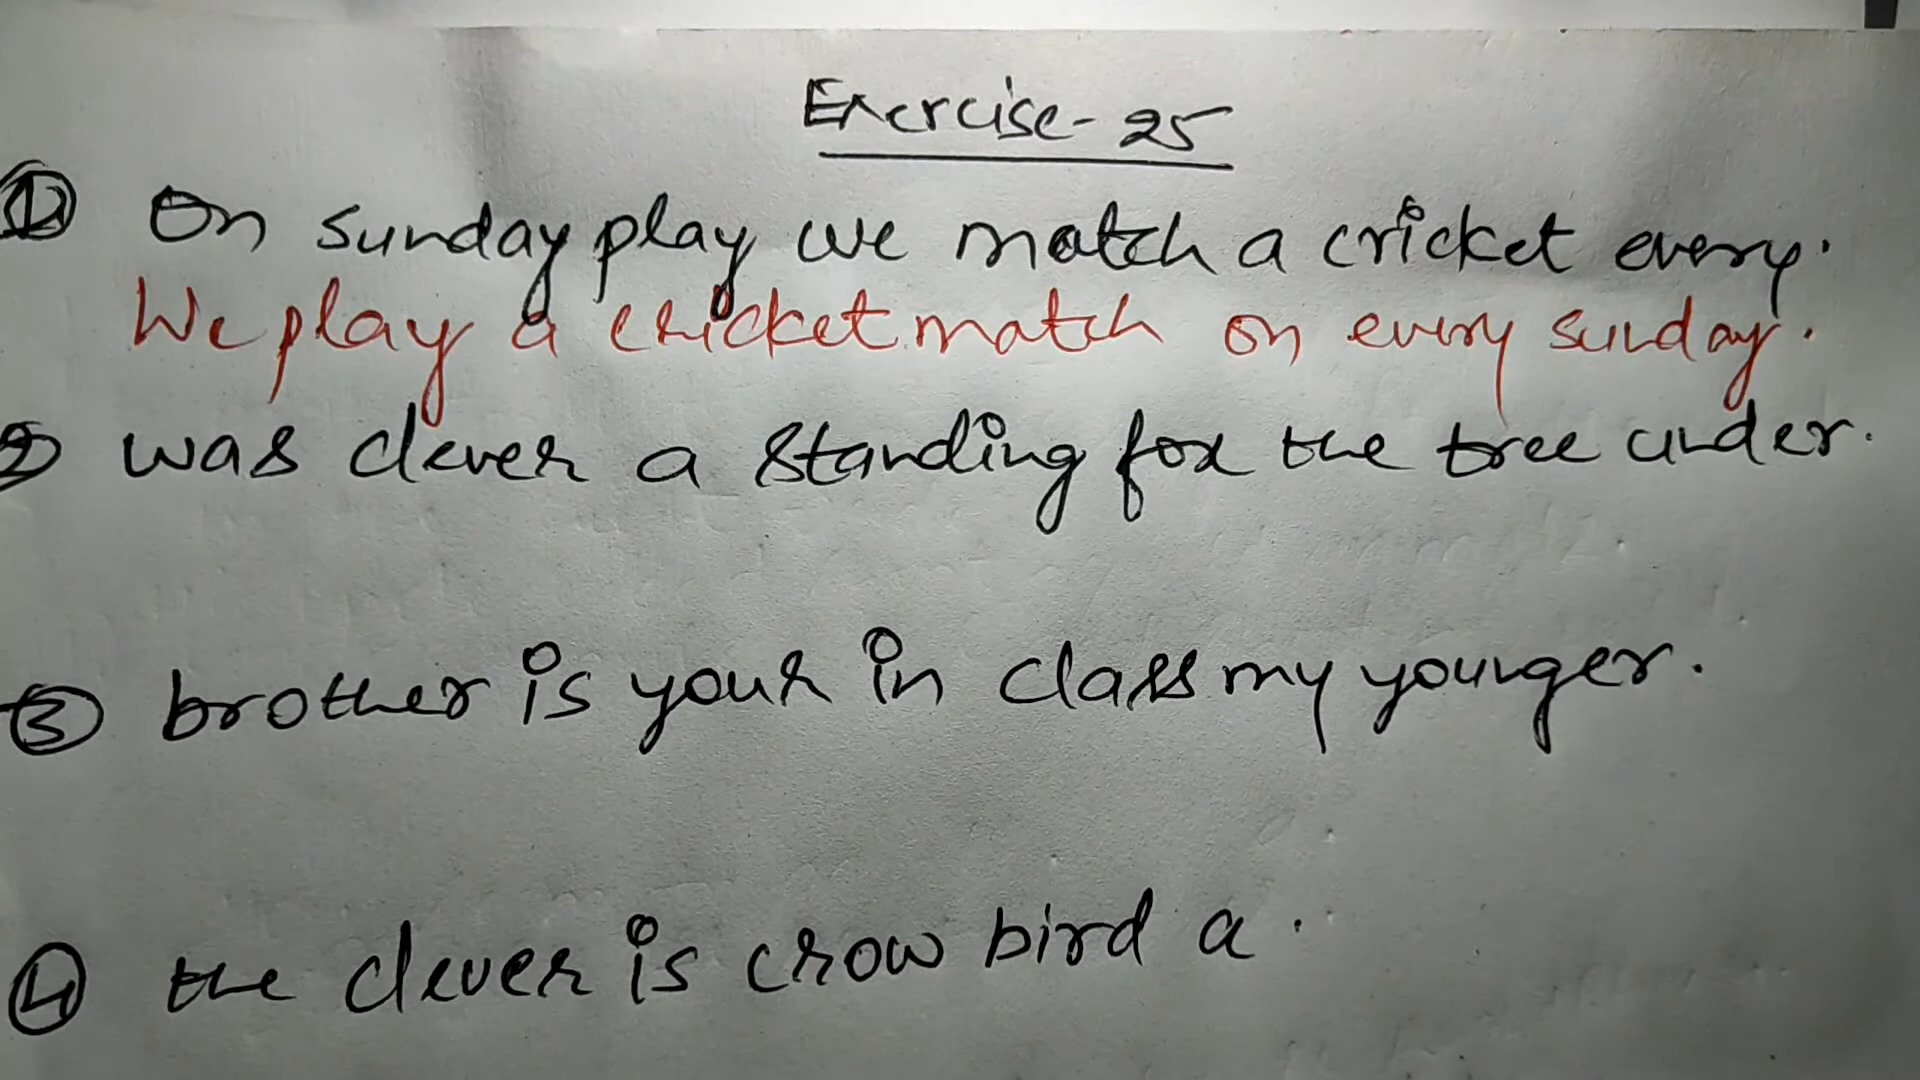 Exercise-25
① On sunday play we match a cricket every.
We play a cricket match on every sunday.
② was clever a standing fox the tree under.
③ brother is your in class my younger.
④ the clever is crow bird a.